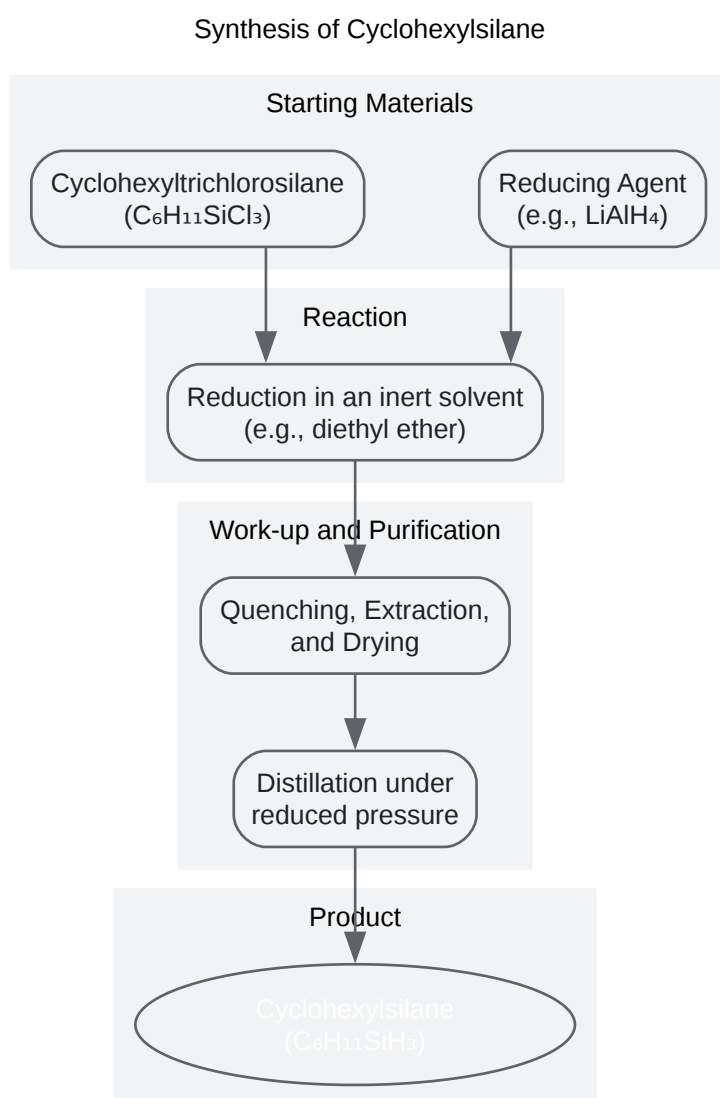 Synthesis of Cyclohexylsilane
Starting Materials
Cyclohexyltrichlorosilane
(C₆H₁₁SiCl₃)
Reducing Agent
(e.g., LiAlH₄)
Reaction
Reduction in an inert solvent
(e.g., diethyl ether)
Work-up and Purification
Quenching, Extraction,
and Drying
Distillation under
reduced pressure
Product
Cyclohexylsilane
(C₆H₁₁SiH₃)